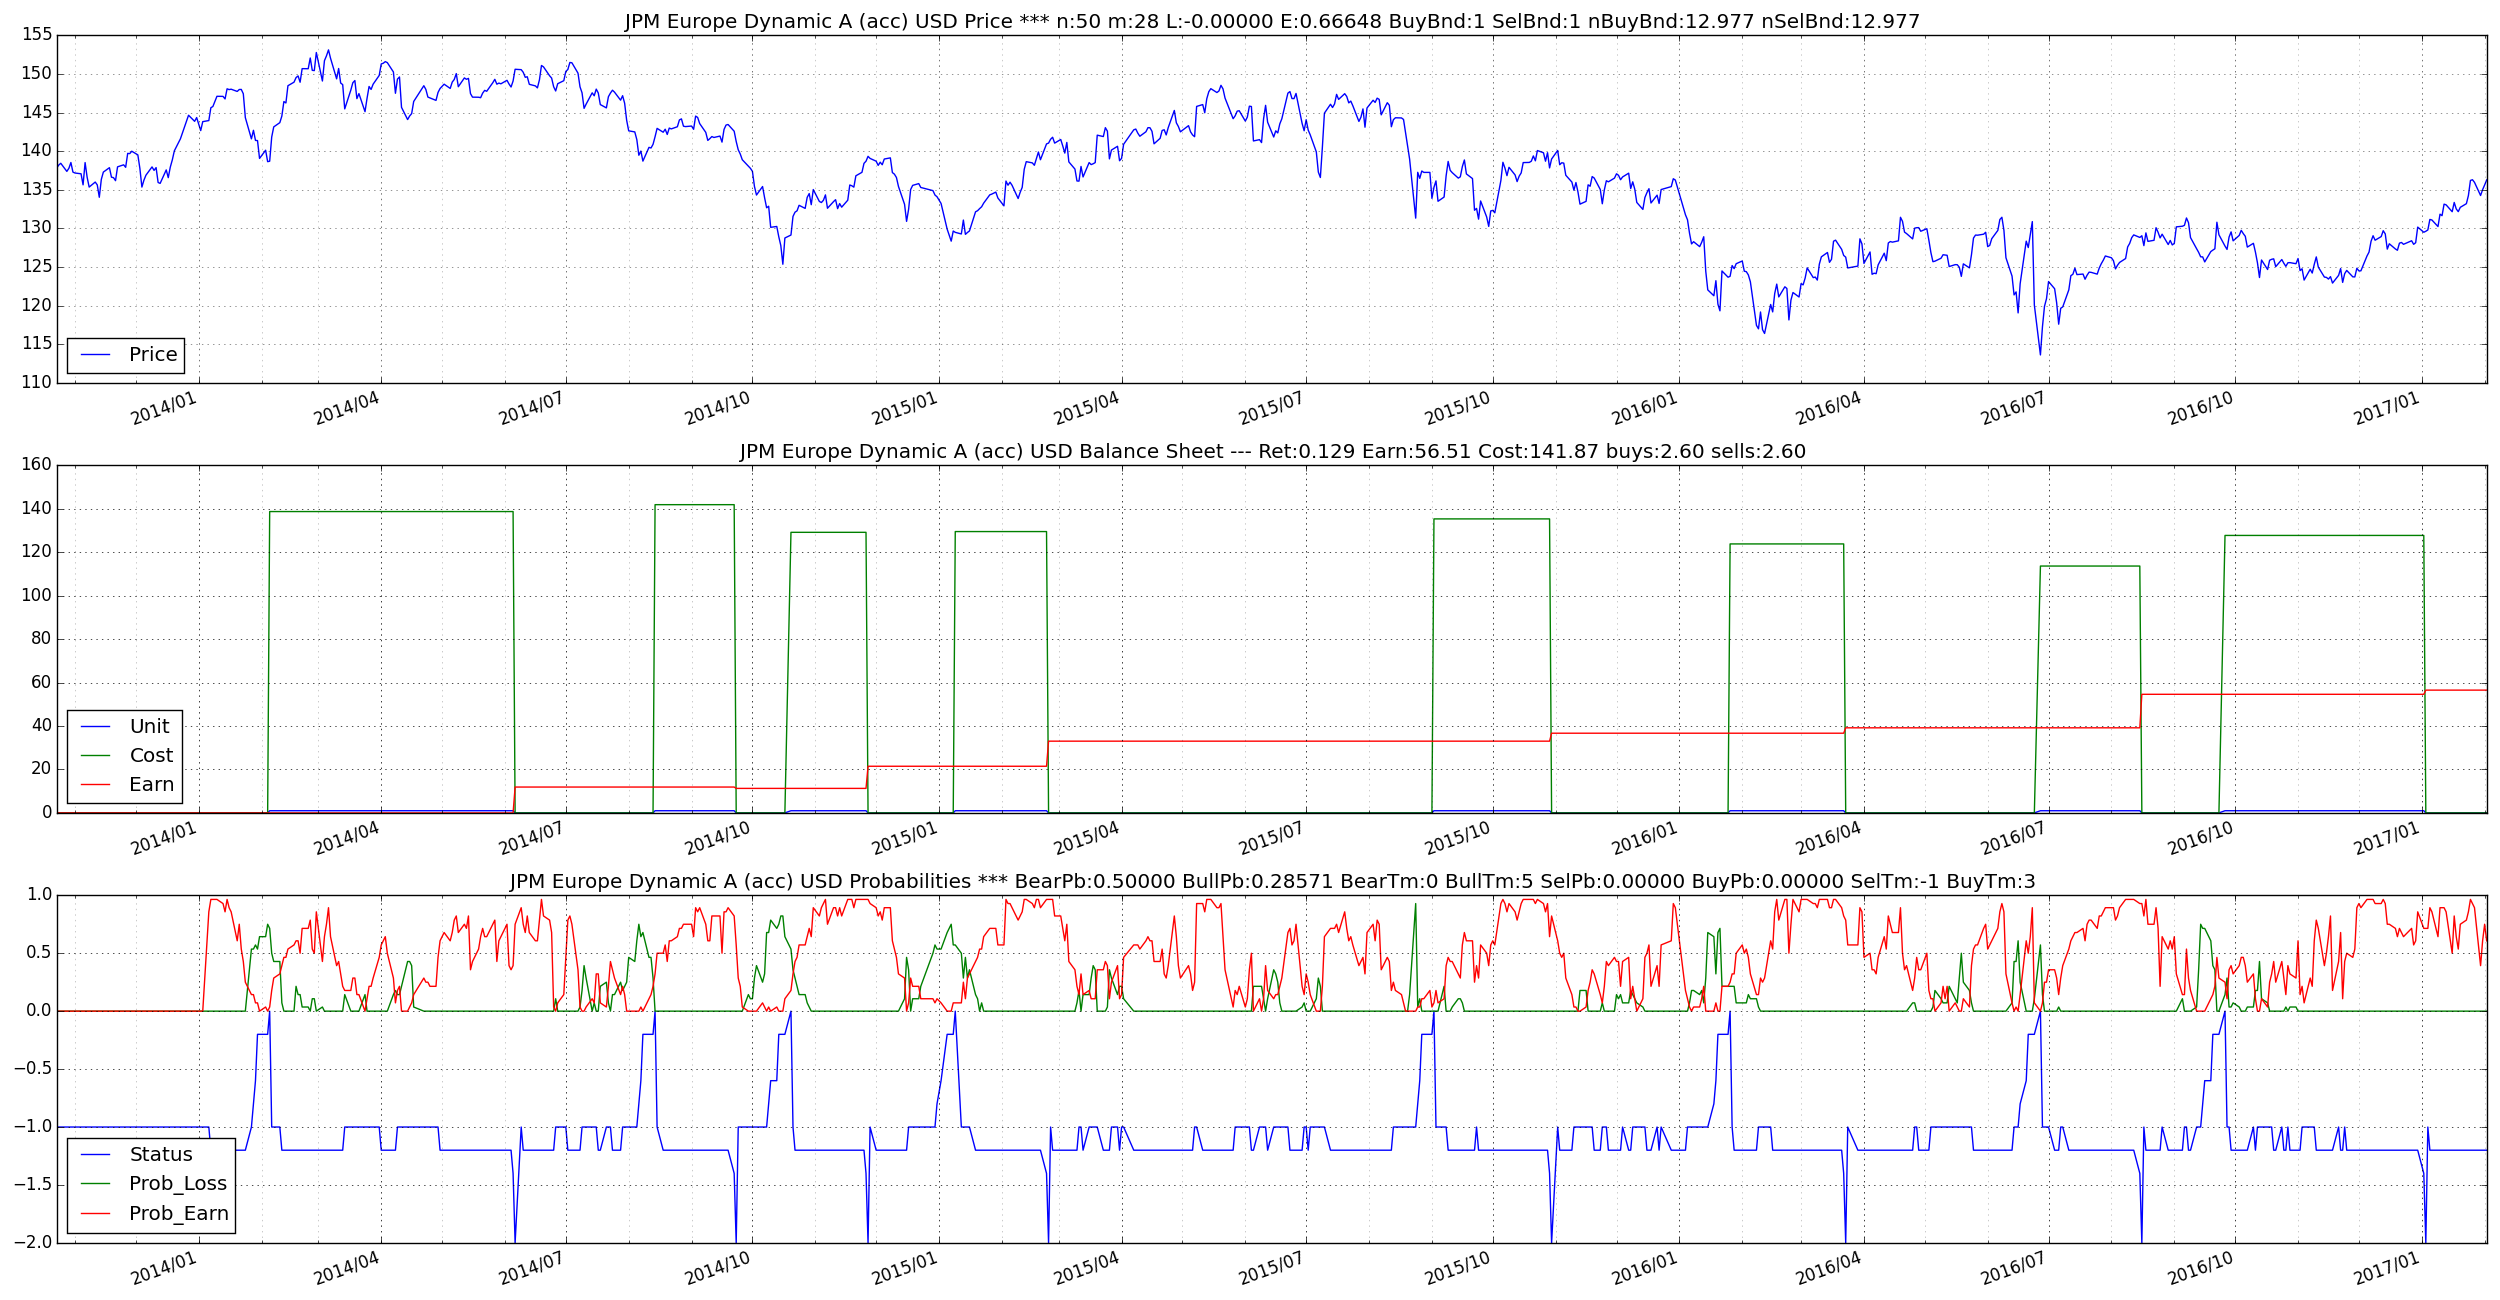 JPM Europe Dynamic A (acc) USD Price *** n:50 m:28 L:-0.00000 E:0.66648 BuyBnd:1 SelBnd:1 nBuyBnd:12.977 nSelBnd:12.977
155
150
145
140
135
130
125
120
115
110
Price
2014/01 2014/04 2014/07 2014/10 2015/01 2015/04 2015/07 2015/10 2016/01 2016/04 2016/07 2016/10 2017/01
JPM Europe Dynamic A (acc) USD Balance Sheet --- Ret:0.129 Earn:56.51 Cost:141.87 buys:2.60 sells:2.60
160
140
120
100
80
60
40
20
0
Unit
Cost
Earn
2014/01 2014/04 2014/07 2014/10 2015/01 2015/04 2015/07 2015/10 2016/01 2016/04 2016/07 2016/10 2017/01
JPM Europe Dynamic A (acc) USD Probabilities *** BearPb:0.50000 BullPb:0.28571 BearTm:0 BullTm:5 SelPb:0.00000 BuyPb:0.00000 SelTm:-1 BuyTm:3
1.0
0.5
0.0
−0.5
−1.0
−1.5
−2.0
Status
Prob_Loss
Prob_Earn
2014/01 2014/04 2014/07 2014/10 2015/01 2015/04 2015/07 2015/10 2016/01 2016/04 2016/07 2016/10 2017/01